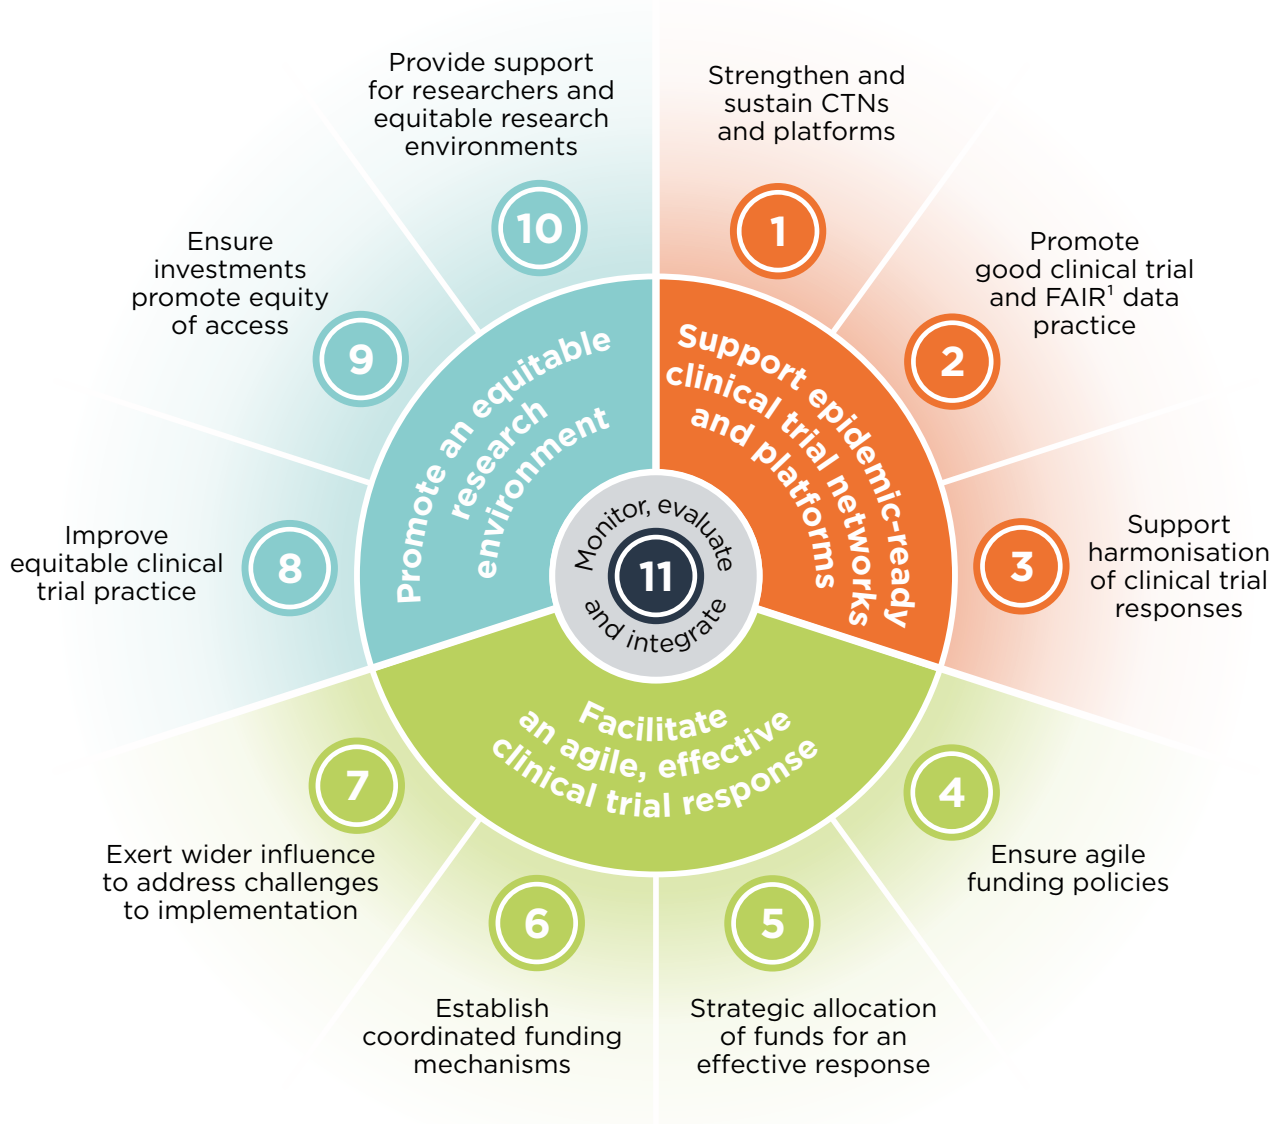 Provide support
for researchers and
equitable research
environments
10
Strengthen and
sustain CTNs
and platforms
1
Promote
good clinical trial
and FAIR¹ data
practice
2
Support
harmonisation
of clinical trial
responses
3
Ensure agile
funding policies
4
Strategic allocation
of funds for an
effective response
5
Establish
coordinated funding
mechanisms
6
Exert wider influence
to address challenges
to implementation
7
Improve
equitable clinical
trial practice
8
Ensure
investments
promote equity
of access
9
Promote an equitable
research
environment
Support epidemic-ready
clinical trial networks
and platforms
Facilitate
an agile, effective
clinical trial response
Monitor, evaluate
11
and integrate